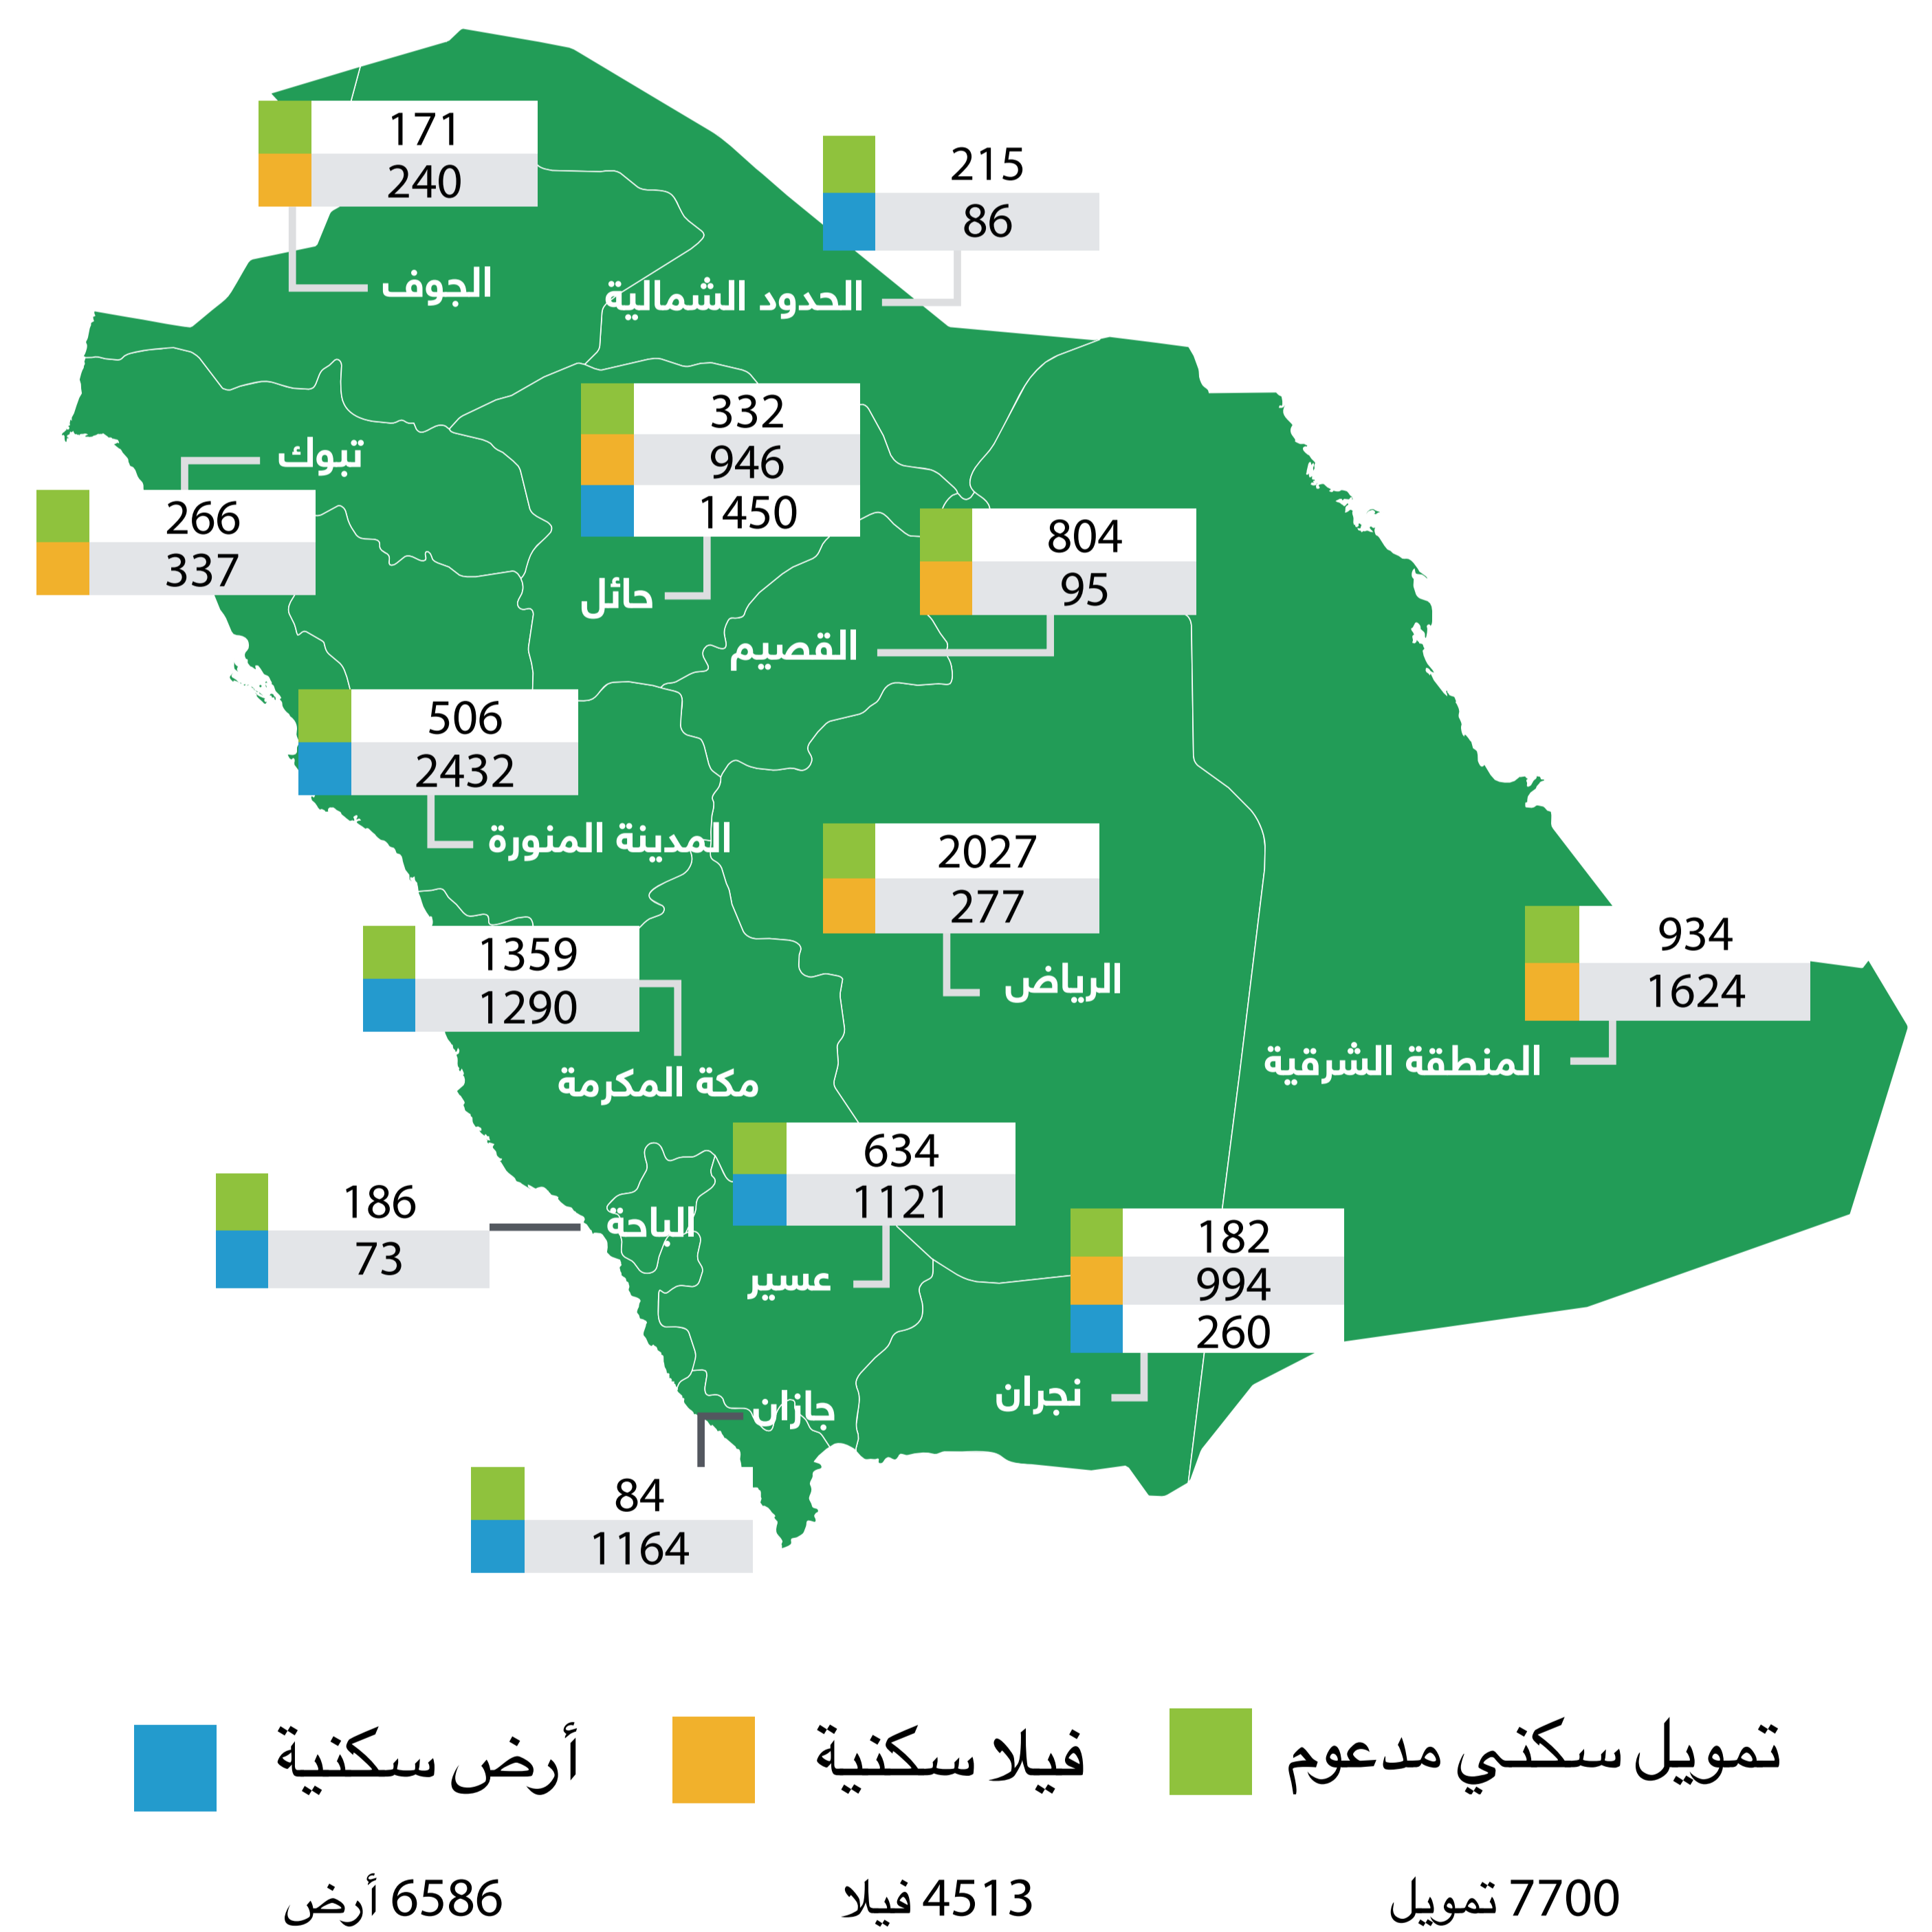 171
240
الجوف
215
86
الحدود الشمالية
332
946
1450
حائل
تبوك
266
337
804
95
القصيم
506
2432
المدينة المنورة
2027
277
الرياض
934
1624
المنطقة الشرقية
1359
1290
مكة المكرمة
634
1121
عسير
186
73
الباحة
182
994
260
نجران
جازان
84
1164
تمويل سكني مدعوم
فيلا سكنية
أرض سكنية
7700 تمويل
4513 فيلا
6586 أرض